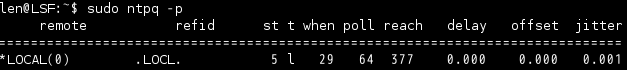 len@LSF:~$ sudo ntpq -p
     remote           refid      st t when poll reach   delay   offset  jitter
==============================================================================
*LOCAL(0)        .LOCL.           5 l   29   64  377    0.000    0.000   0.001